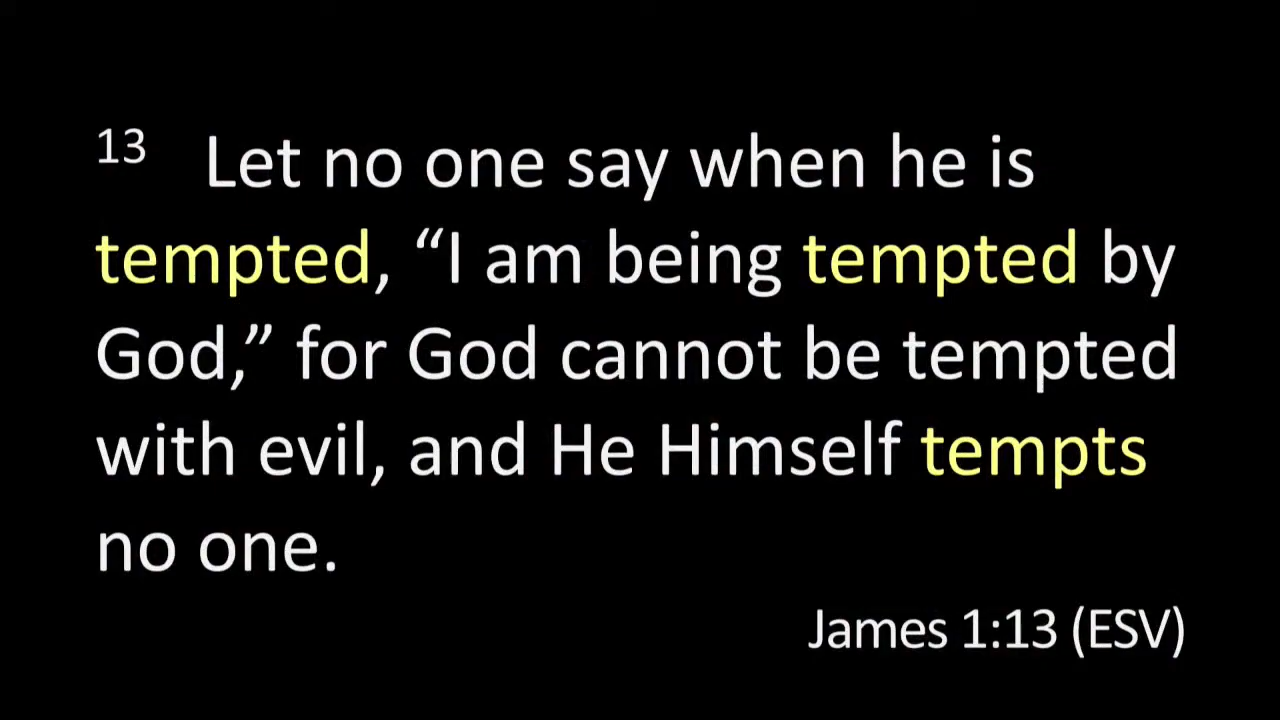 13 Let no one say when he is
tempted, “I am being tempted by
God,” for God cannot be tempted
with evil, and He Himself tempts
no one.
James 1:13 (ESV)